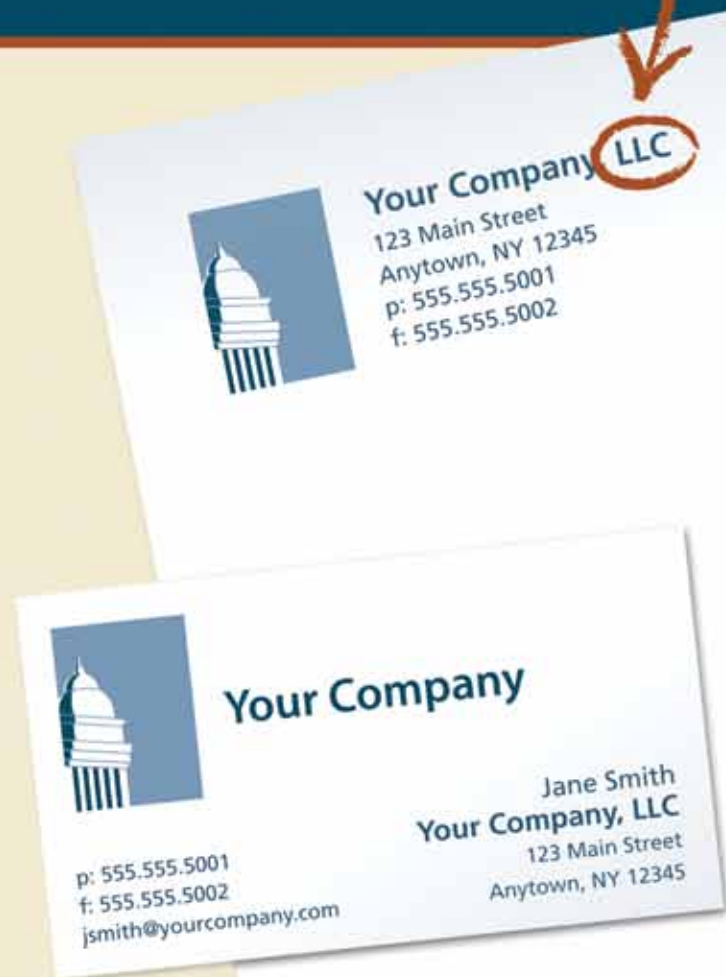 Your Company, LLC
123 Main Street
Anytown, NY 12345
p: 555.555.5001
f: 555.555.5002
Your Company
Jane Smith
Your Company, LLC
123 Main Street
Anytown, NY 12345
p: 555.555.5001
f: 555.555.5002
jsmith@yourcompany.com